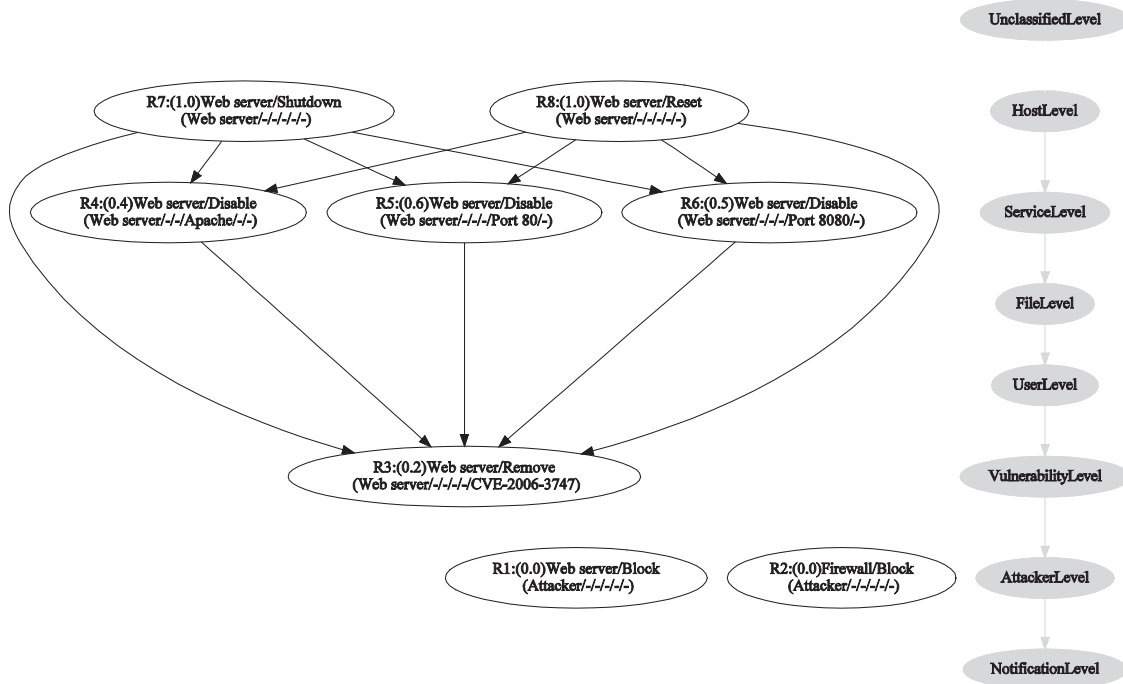 UnclassifiedLevel
R7:(1.0)Web server/Shutdown
(Web server/-/-/-/-/-)
R8:(1.0)Web server/Reset
(Web server/-/-/-/-/-)
HostLevel
R4:(0.4)Web server/Disable
(Web server/-/-/Apache/-/-)
R5:(0.6)Web server/Disable
(Web server/-/-/-/Port 80/-)
R6:(0.5)Web server/Disable
(Web server/-/-/-/Port 8080/-)
ServiceLevel
FileLevel
UserLevel
R3:(0.2)Web server/Remove
(Web server/-/-/-/-/CVE-2006-3747)
VulnerabilityLevel
R1:(0.0)Web server/Block
(Attacker/-/-/-/-/-)
R2:(0.0)Firewall/Block
(Attacker/-/-/-/-/-)
AttackerLevel
NotificationLevel